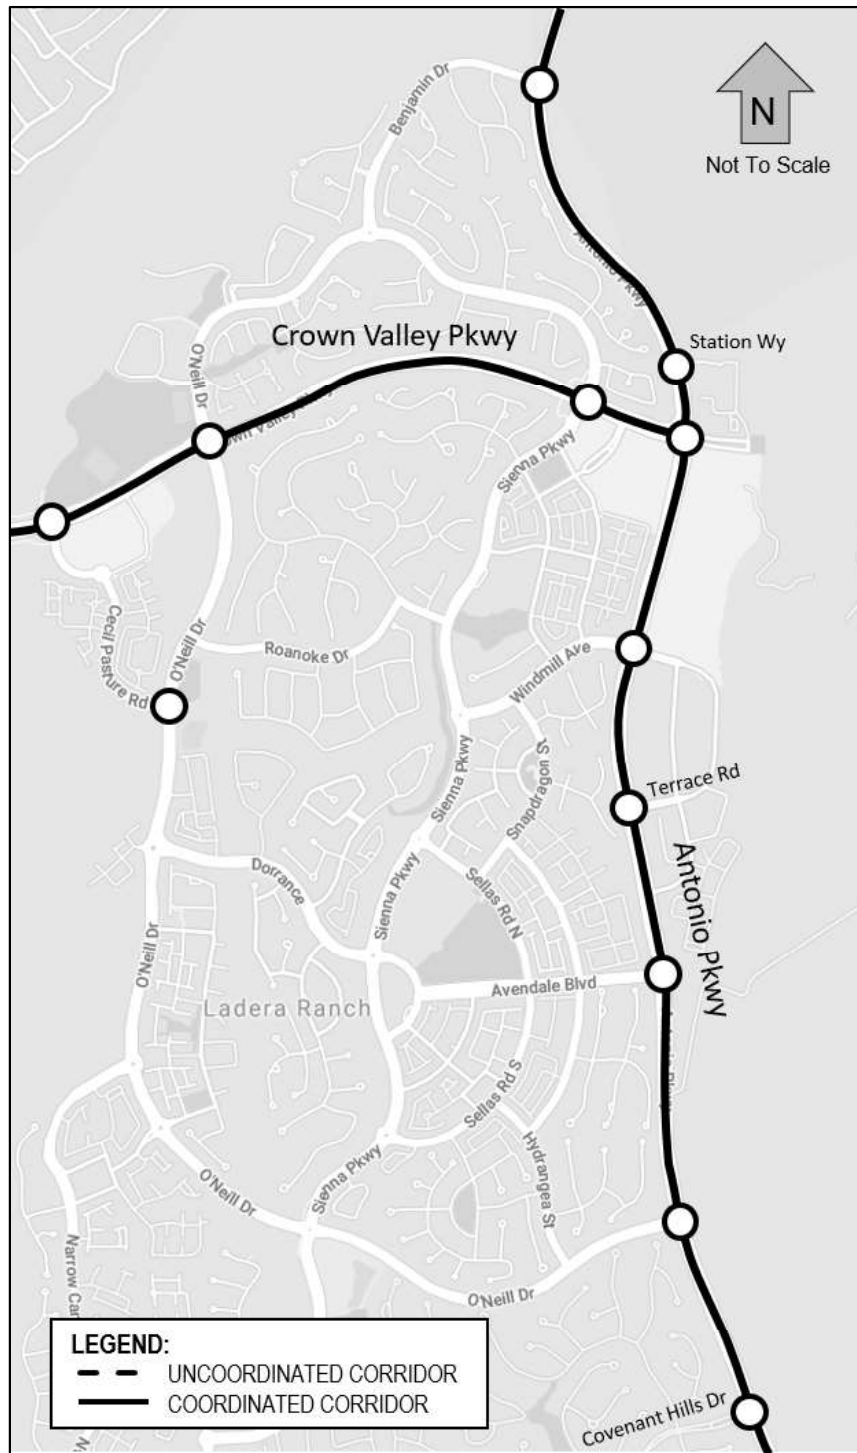 Benjamin Dr
N
Not To Scale
Antonio Pkwy
Station Wy
Crown Valley Pkwy
O'Neill Dr
Sienna Pkwy
Cecil Pasture Rd
O'Neill Dr
Roanoke Dr
Windmill Ave
Sienna Pkwy
Snapdragon St
Terrace Rd
Antonio Pkwy
Dorrance
Sienna Pkwy
Sellas Rd N
O'Neill Dr
Avendale Blvd
Ladera Ranch
Sellas Rd S
Hydrangea St
Sienna Pkwy
O'Neill Dr
O'Neill Dr
LEGEND:
UNCOORDINATED CORRIDOR
COORDINATED CORRIDOR
Covenant Hills Dr